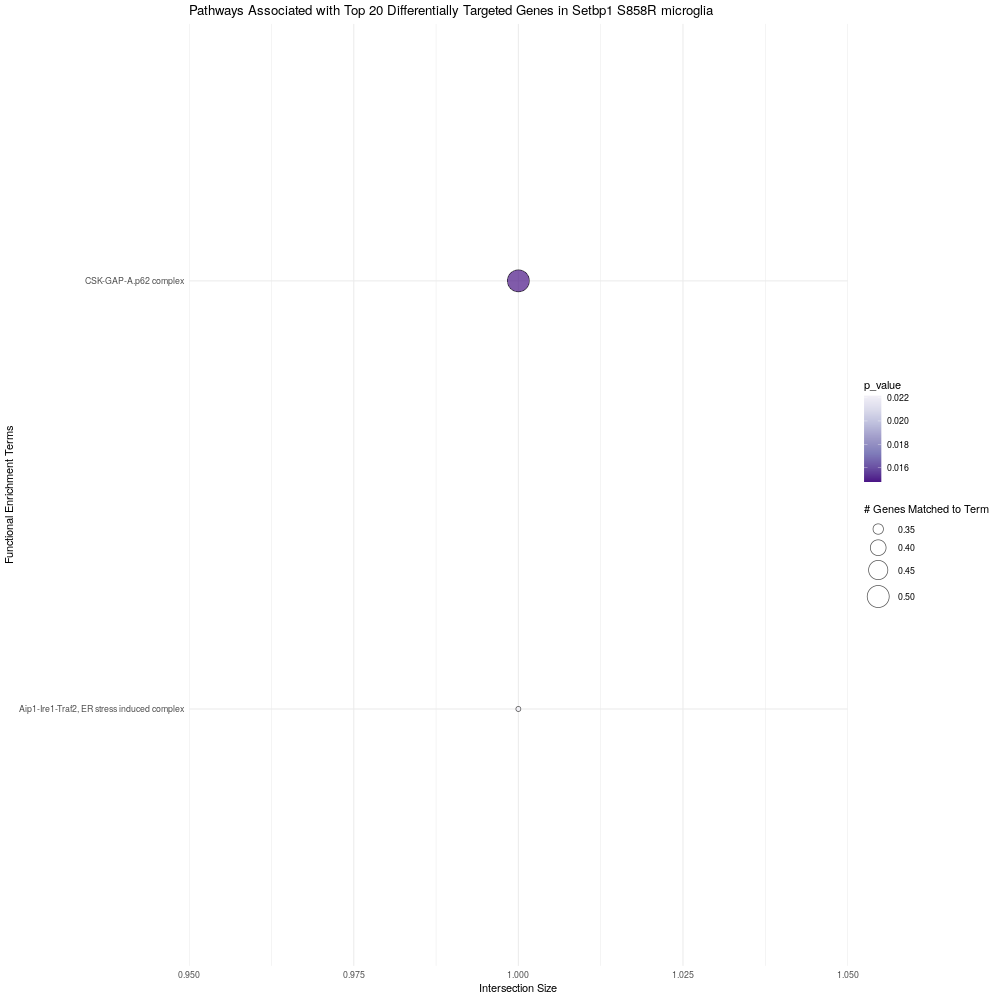 Pathways Associated with Top 20 Differentially Targeted Genes in Setbp1 S858R microglia
Functional Enrichment Terms
CSK-GAP-A.p62 complex
Aip1-Ire1-Traf2, ER stress induced complex
0.950
0.975
1.000
1.025
1.050
Intersection Size
p_value
0.022
0.020
0.018
0.016
# Genes Matched to Term
0.35
0.40
0.45
0.50